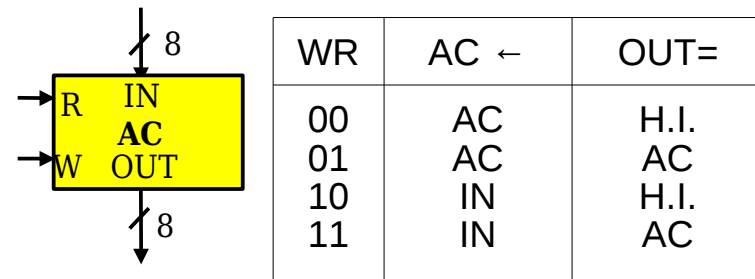 8
R IN
AC
W OUT
8
WR AC ← OUT=
00 AC H.I.
01 AC AC
10 IN H.I.
11 IN AC